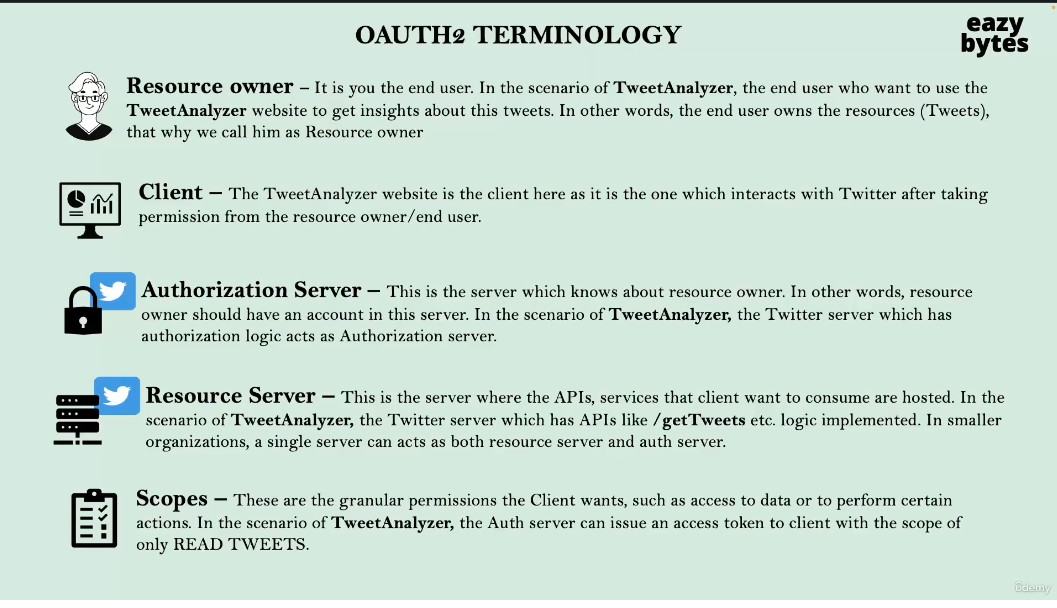 OAUTH2 TERMINOLOGY
eazy
bytes
Resource owner – It is you the end user. In the scenario of TweetAnalyzer, the end user who want to use the
TweetAnalyzer website to get insights about this tweets. In other words, the end user owns the resources (Tweets),
that why we call him as Resource owner
Client – The TweetAnalyzer website is the client here as it is the one which interacts with Twitter after taking
permission from the resource owner/end user.
Authorization Server – This is the server which knows about resource owner. In other words, resource
owner should have an account in this server. In the scenario of TweetAnalyzer, the Twitter server which has
authorization logic acts as Authorization server.
Resource Server – This is the server where the APIs, services that client want to consume are hosted. In the
scenario of TweetAnalyzer, the Twitter server which has APIs like /getTweets etc. logic implemented. In smaller
organizations, a single server can acts as both resource server and auth server.
Scopes – These are the granular permissions the Client wants, such as access to data or to perform certain
actions. In the scenario of TweetAnalyzer, the Auth server can issue an access token to client with the scope of
only READ TWEETS.
ûdemy